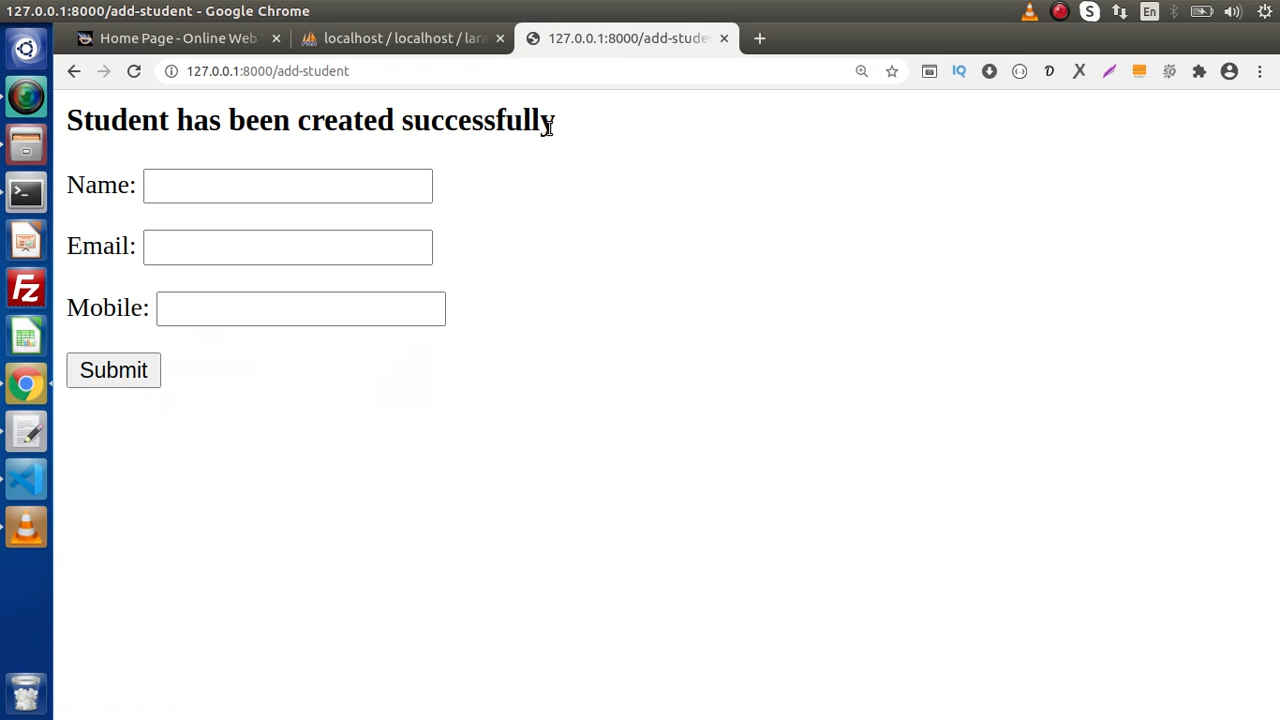 127.0.0.1:8000/add-student - Google Chrome
En
Home Page - Online Web
localhost / localhost / lara
127.0.0.1:8000/add-stude
127.0.0.1:8000/add-student
IQ
Student has been created successfully
Name:
Email:
Mobile:
Submit
Fz